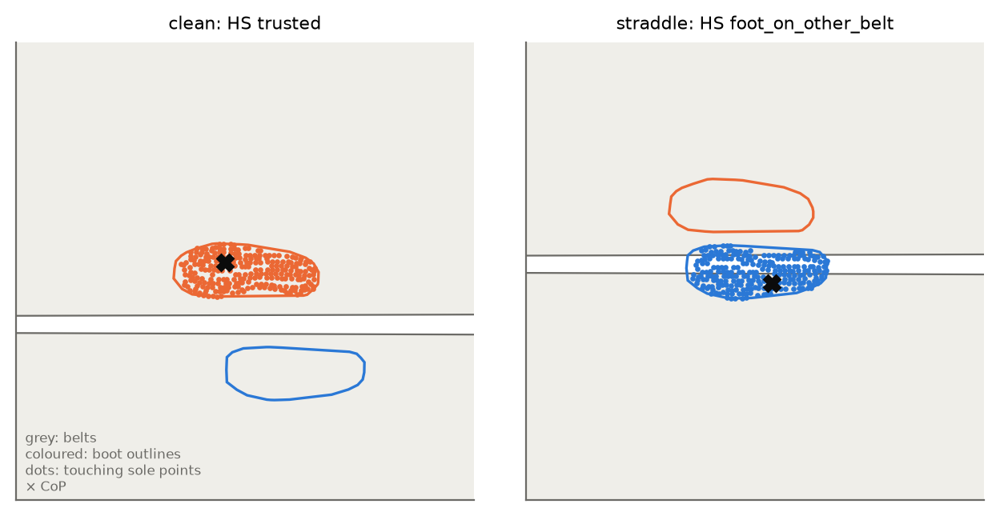 clean: HS trusted
straddle: HS foot_on_other_belt
grey: belts
coloured: boot outlines
dots: touching sole points
× CoP